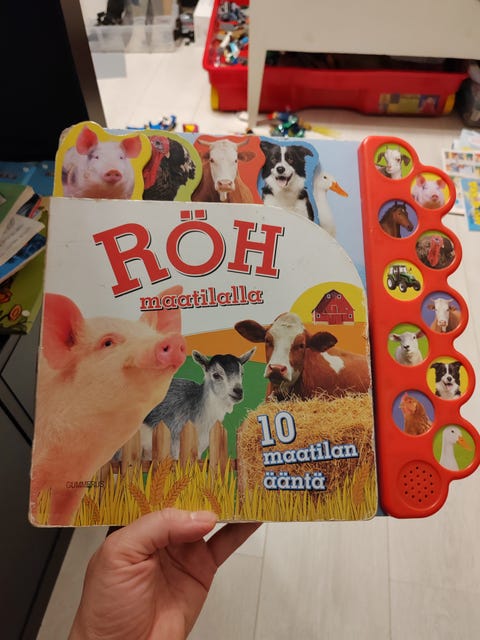 RÖH
maatilalla
10
maatilan
ääntä
GUMMERUS